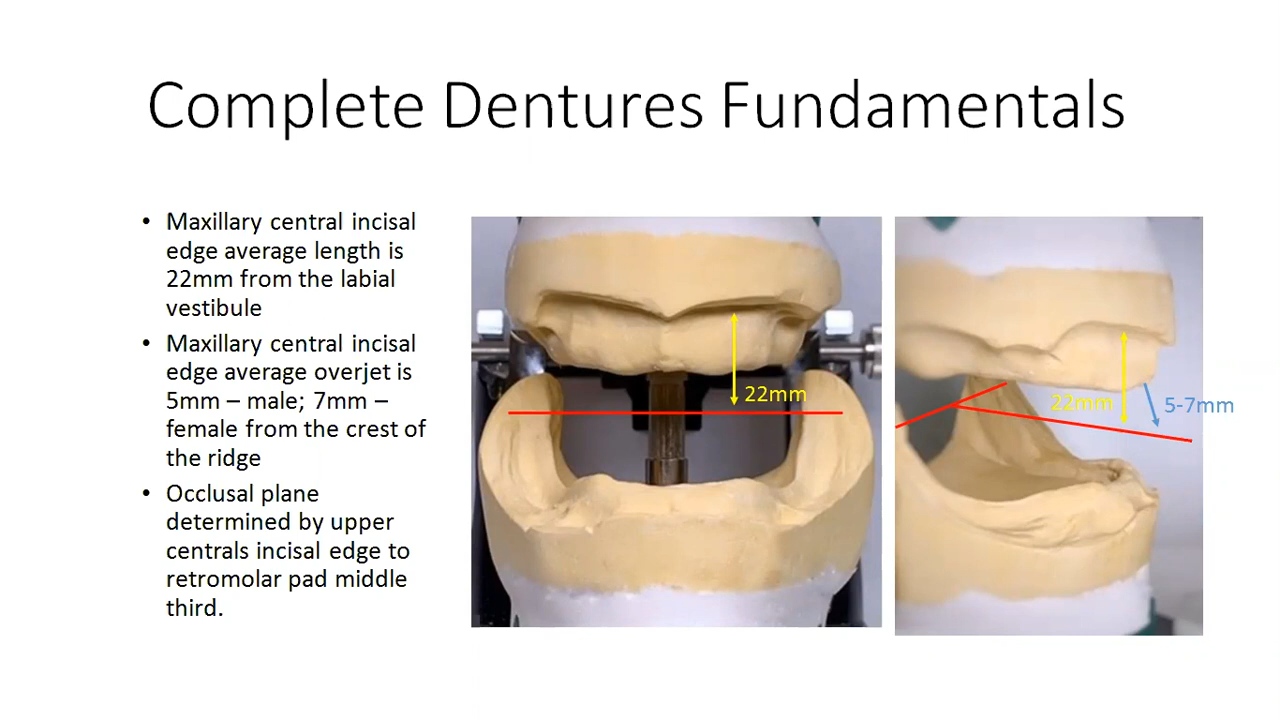 Complete Dentures Fundamentals
• Maxillary central incisal
edge average length is
22mm from the labial
vestibule
• Maxillary central incisal
edge average overjet is
5mm – male; 7mm –
female from the crest of
the ridge
• Occlusal plane
determined by upper
centrals incisal edge to
retromolar pad middle
third.
22mm
22mm
5-7mm